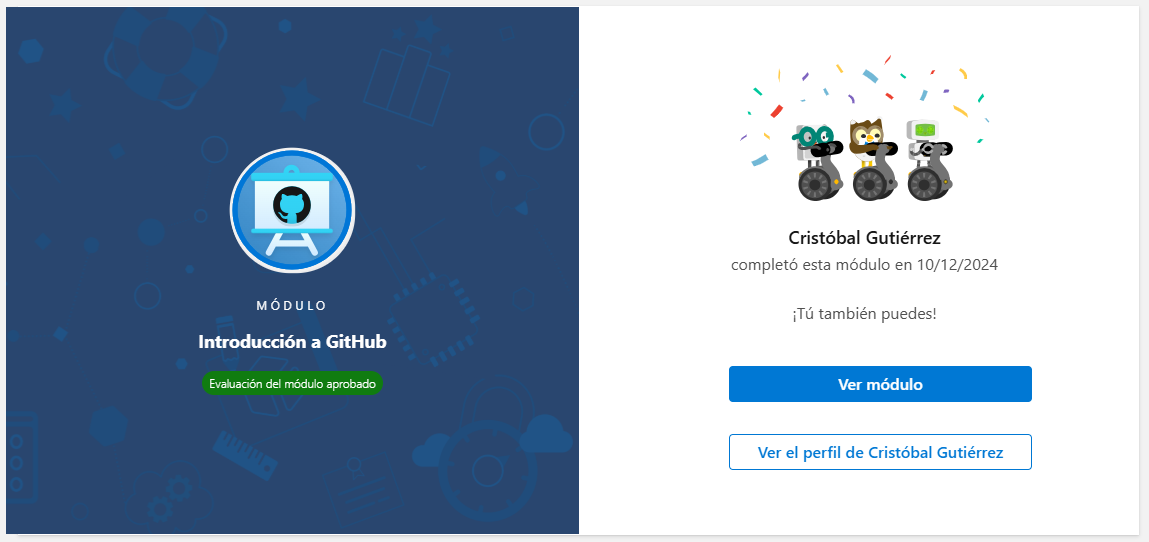 MÓDULO
Introducción a GitHub
Evaluación del módulo aprobado
Cristóbal Gutiérrez
completó esta módulo en 10/12/2024
¡Tú también puedes!
Ver módulo
Ver el perfil de Cristóbal Gutiérrez